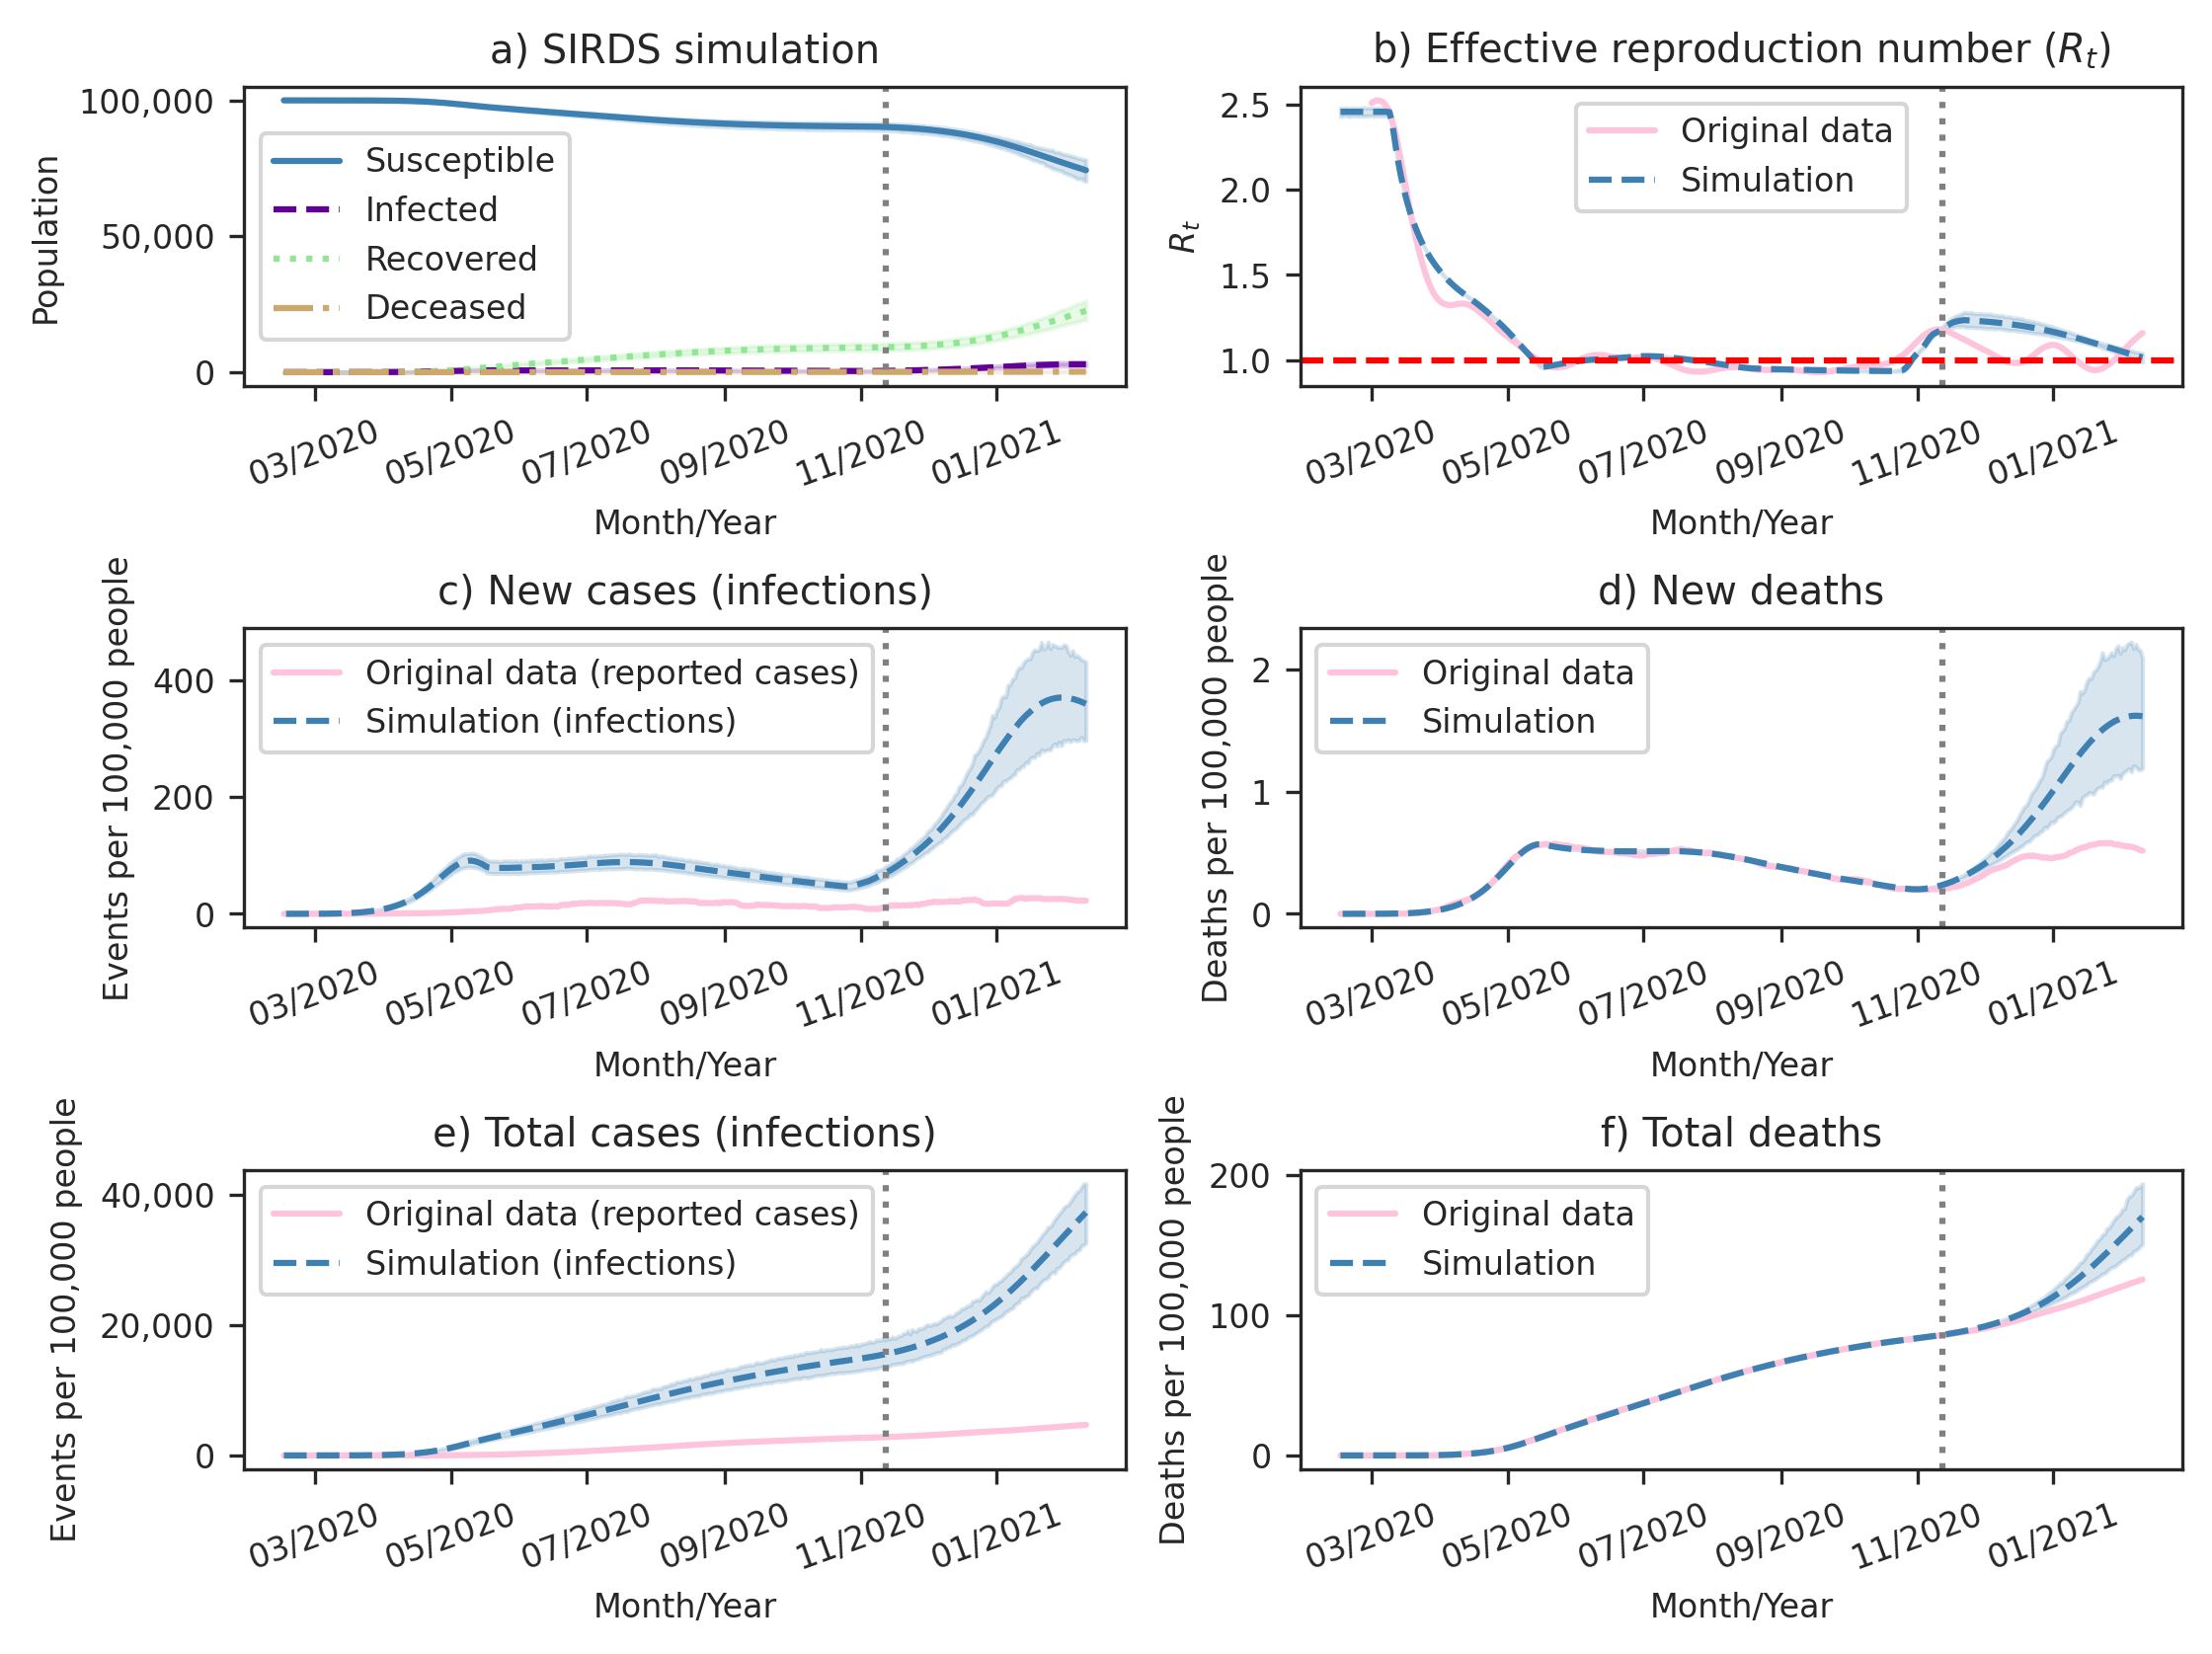 a) SIRDS simulation
100,000
50,000
0
Population
Susceptible
Infected
Recovered
Deceased
03/2020 05/2020 07/2020 09/2020 11/2020 01/2021
Month/Year
b) Effective reproduction number (Rₜ)
2.5
2.0
1.5
1.0
Rₜ
Original data
Simulation
03/2020 05/2020 07/2020 09/2020 11/2020 01/2021
Month/Year
c) New cases (infections)
400
200
0
Events per 100,000 people
Original data (reported cases)
Simulation (infections)
03/2020 05/2020 07/2020 09/2020 11/2020 01/2021
Month/Year
d) New deaths
2
1
0
Deaths per 100,000 people
Original data
Simulation
03/2020 05/2020 07/2020 09/2020 11/2020 01/2021
Month/Year
e) Total cases (infections)
40,000
20,000
0
Events per 100,000 people
Original data (reported cases)
Simulation (infections)
03/2020 05/2020 07/2020 09/2020 11/2020 01/2021
Month/Year
f) Total deaths
200
100
0
Deaths per 100,000 people
Original data
Simulation
03/2020 05/2020 07/2020 09/2020 11/2020 01/2021
Month/Year